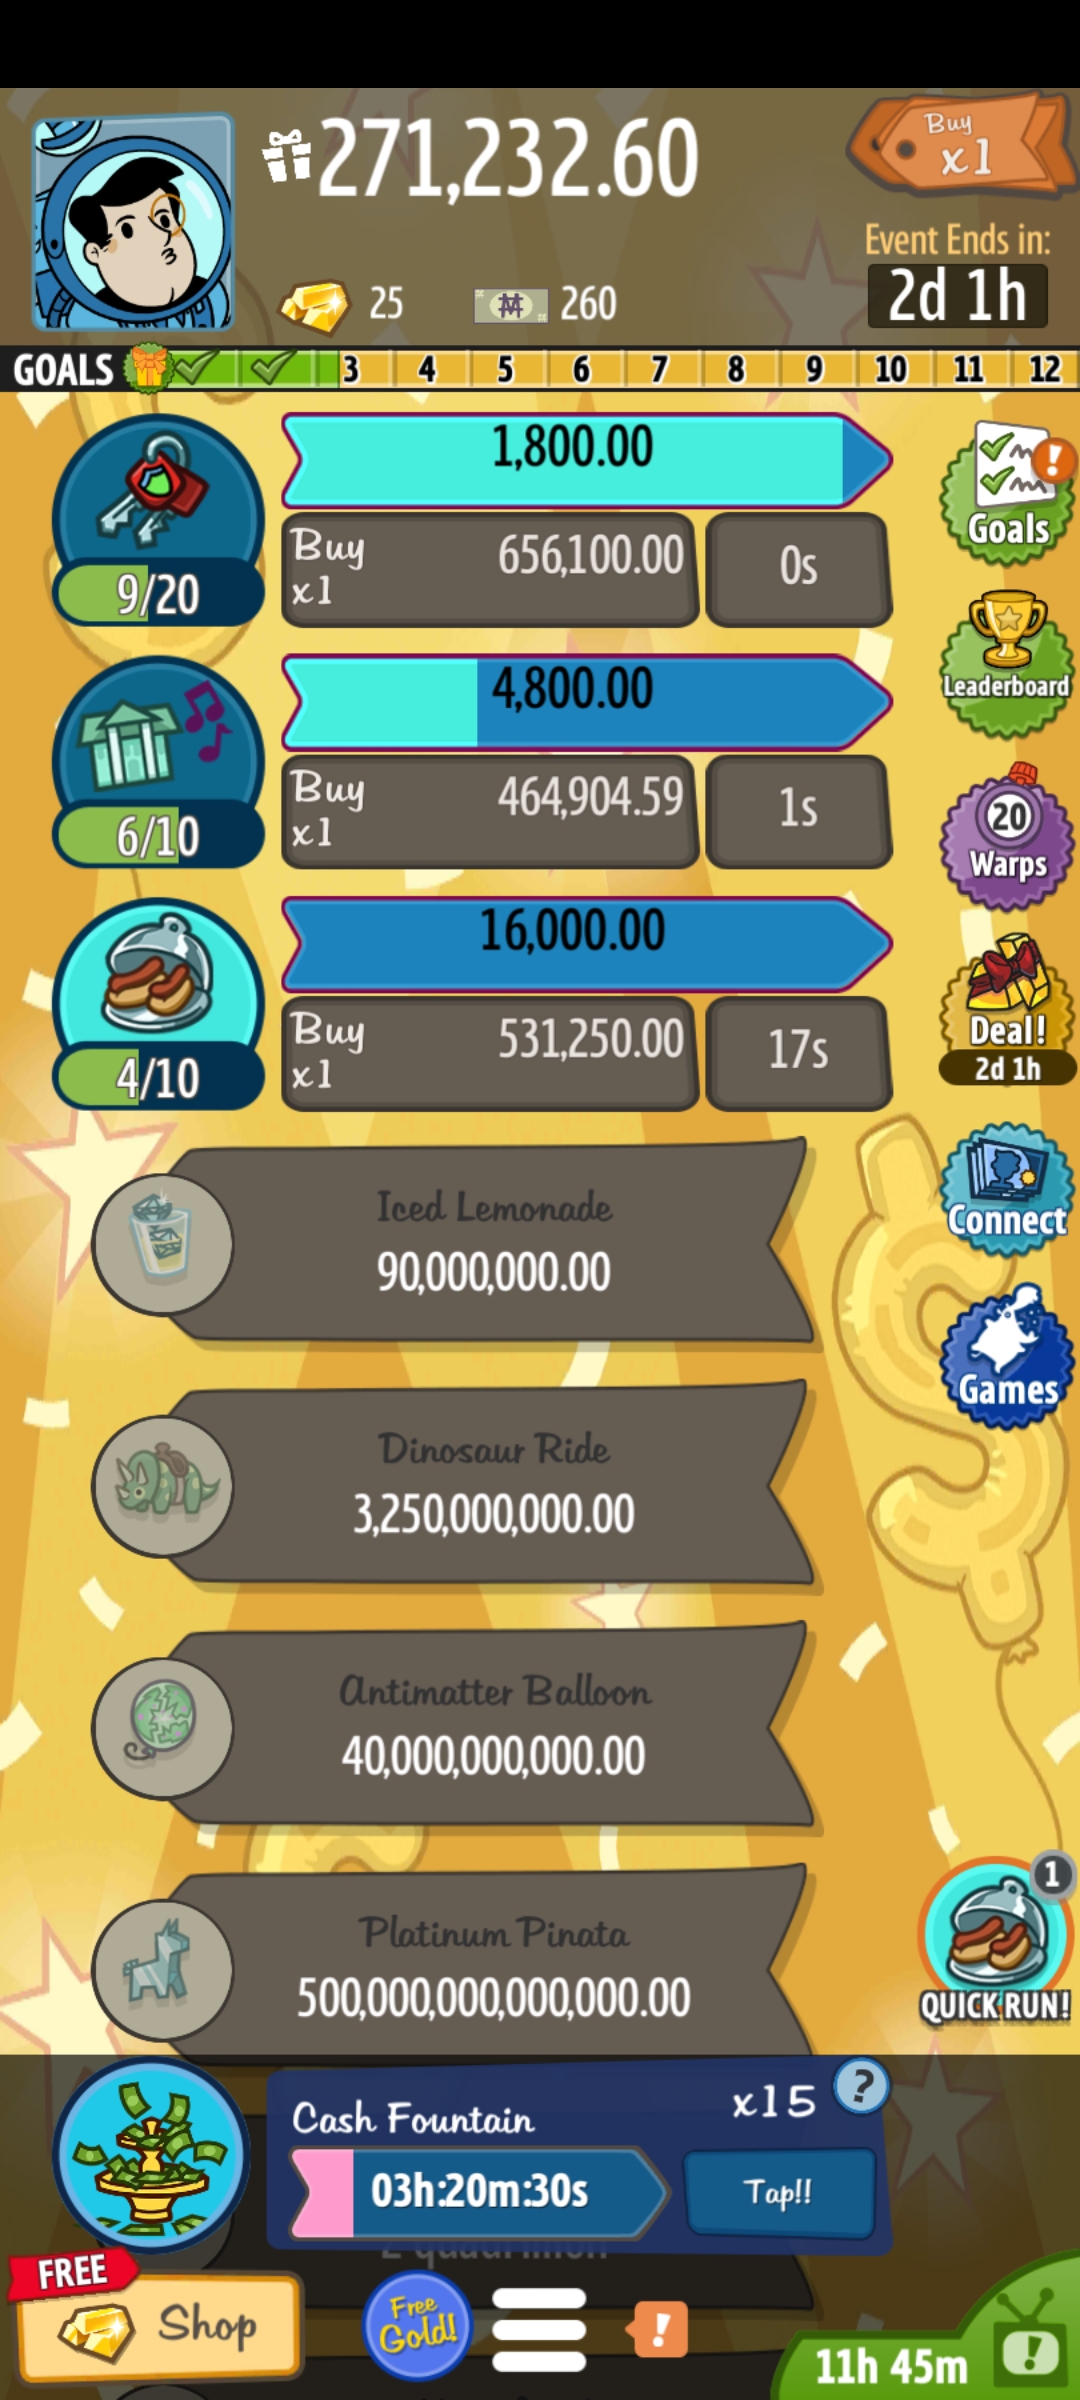 271,232.60
Buy
x1
Event Ends in:
25
260
2d 1h
GOALS 3 4 5 6 7 8 9 10 11 12
1,800.00
Buy
x1
656,100.00
0s
9/20
Goals
4,800.00
Buy
x1
464,904.59
1s
6/10
Leaderboard
20
Warps
16,000.00
Buy
x1
531,250.00
17s
4/10
Deal!
2d 1h
Iced Lemonade
90,000,000.00
Connect
Dinosaur Ride
3,250,000,000.00
Games
Antimatter Balloon
40,000,000,000.00
Platinum Pinata
500,000,000,000,000.00
1
QUICK RUN!
Cash Fountain
x15
?
03h:20m:30s
Tap!!
FREE
Shop
Free
Gold!
!
11h 45m